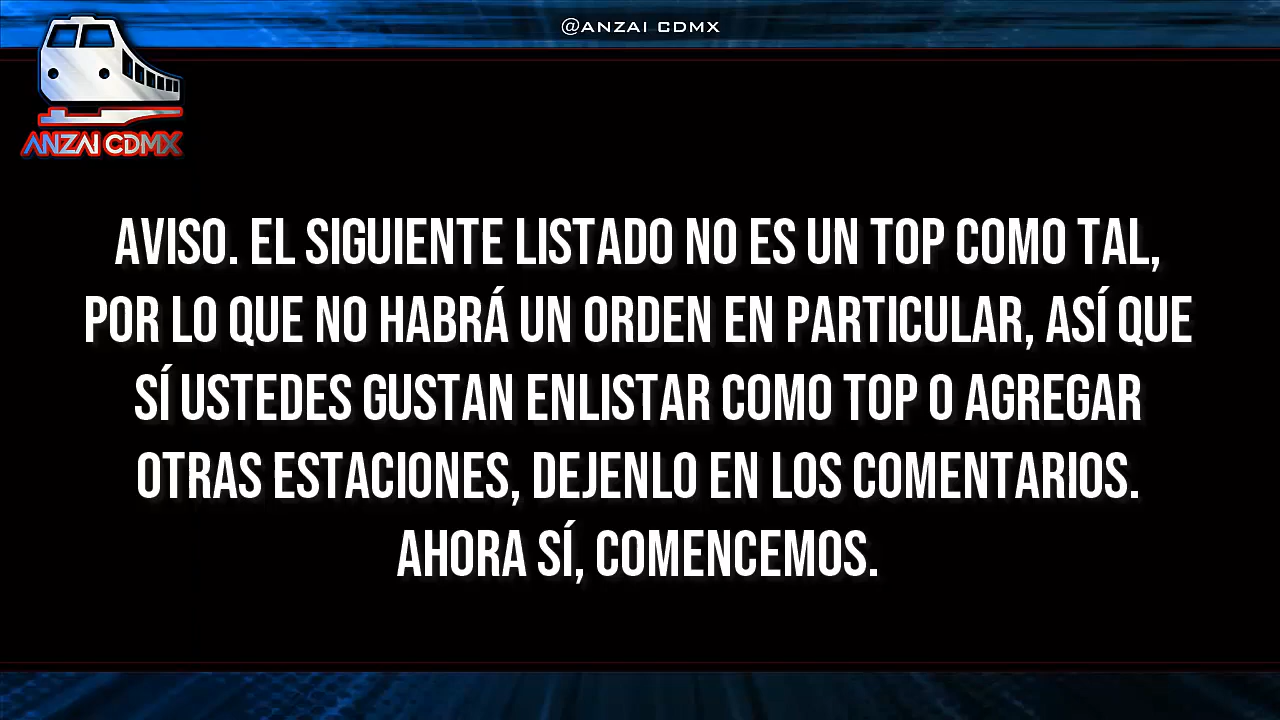 @ANZAI CDMX
ANZAI CDMX
AVISO. EL SIGUIENTE LISTADO NO ES UN TOP COMO TAL,
POR LO QUE NO HABRÁ UN ORDEN EN PARTICULAR, ASÍ QUE
SÍ USTEDES GUSTAN ENLISTAR COMO TOP O AGREGAR
OTRAS ESTACIONES, DEJENLO EN LOS COMENTARIOS.
AHORA SÍ, COMENCEMOS.